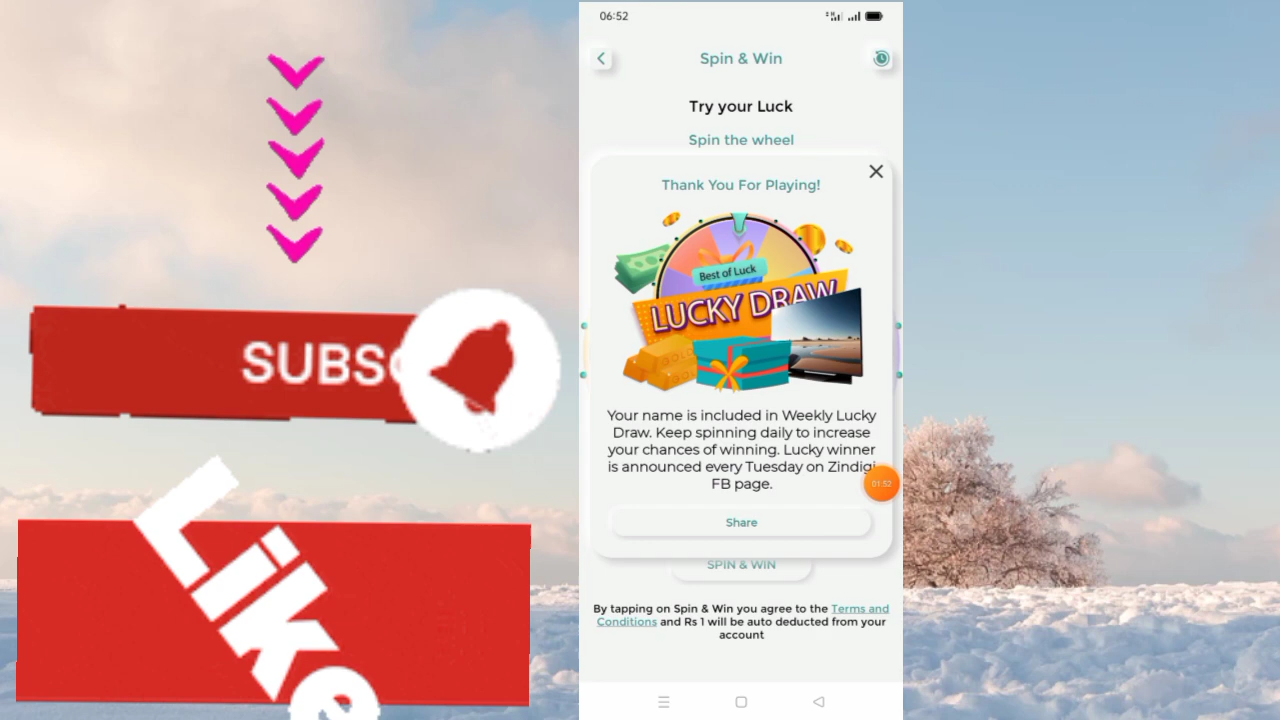 06:52
Spin & Win
Try your Luck
Spin the wheel
Thank You For Playing!
Best of Luck
LUCKY DRAW
GOLD
Your name is included in Weekly Lucky
Draw. Keep spinning daily to increase
your chances of winning. Lucky winner
is announced every Tuesday on Zindigi
FB page.
01:52
Share
SPIN & WIN
By tapping on Spin & Win you agree to the Terms and
Conditions and Rs 1 will be auto deducted from your
account
SUBSC
Like